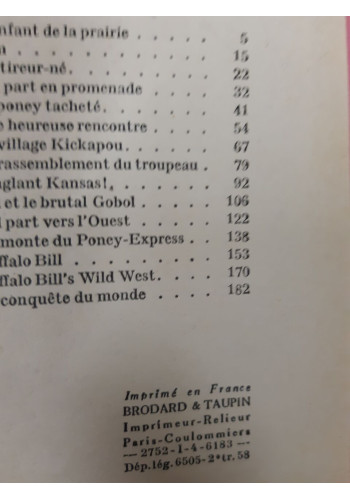 nfant de la prairie . . . . . 5
a . . . . . . . . 15
tireur-né. . . . . . . . 22
part en promenade . . . . 32
poney tacheté. . . . . . 41
e heureuse rencontre . . . . 54
village Kickapou. . . . . . 67
rassemblement du troupeau . . 79
nglant Kansas!. . . . . . 92
et le brutal Gobol . . . . 106
part vers l'Ouest . . . . 122
monte du Poney-Express . . 138
ffalo Bill . . . . . . . 153
ffalo Bill's Wild West. . . . 170
conquête du monde . . . . 182
Imprimé en France
BRODARD & TAUPIN
Imprimeur-Relieur
Paris-Coulommiers
— 2752-I-4-6183 —
Dép. lég. 6505-2e tr. 58